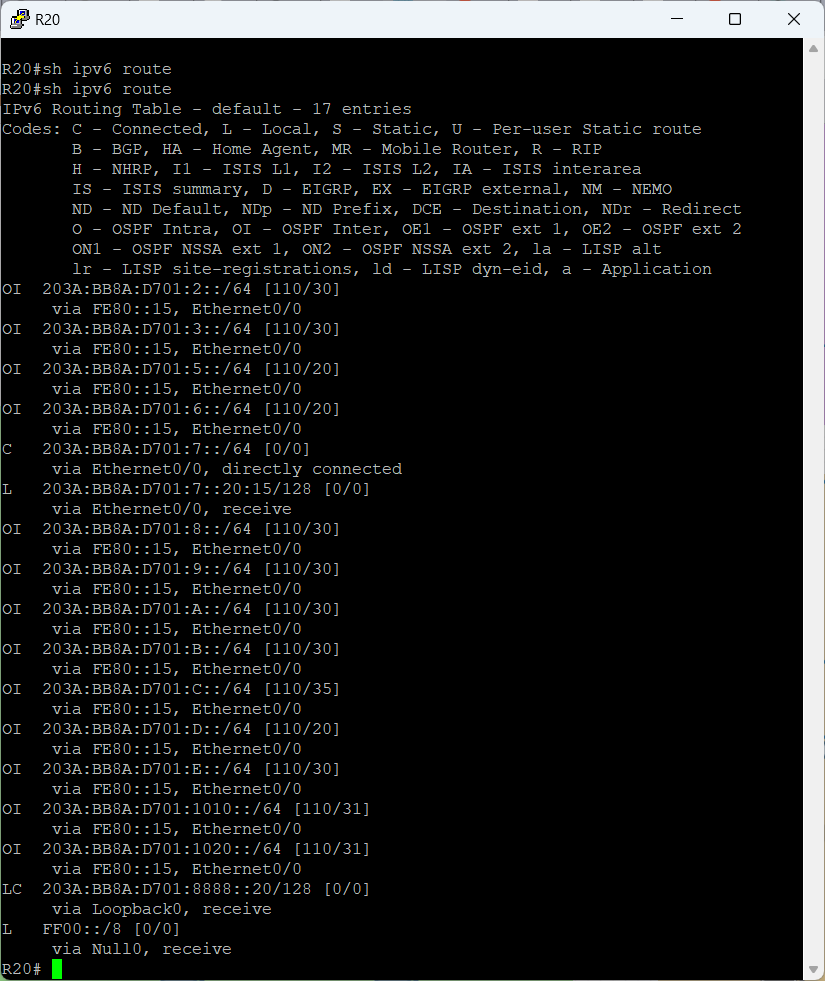 R20
R20#sh ipv6 route
R20#sh ipv6 route
IPv6 Routing Table - default - 17 entries
Codes: C - Connected, L - Local, S - Static, U - Per-user Static route
       B - BGP, HA - Home Agent, MR - Mobile Router, R - RIP
       H - NHRP, I1 - ISIS L1, I2 - ISIS L2, IA - ISIS interarea
       IS - ISIS summary, D - EIGRP, EX - EIGRP external, NM - NEMO
       ND - ND Default, NDp - ND Prefix, DCE - Destination, NDr - Redirect
       O - OSPF Intra, OI - OSPF Inter, OE1 - OSPF ext 1, OE2 - OSPF ext 2
       ON1 - OSPF NSSA ext 1, ON2 - OSPF NSSA ext 2, la - LISP alt
       lr - LISP site-registrations, ld - LISP dyn-eid, a - Application
OI  203A:BB8A:D701:2::/64 [110/30]
     via FE80::15, Ethernet0/0
OI  203A:BB8A:D701:3::/64 [110/30]
     via FE80::15, Ethernet0/0
OI  203A:BB8A:D701:5::/64 [110/20]
     via FE80::15, Ethernet0/0
OI  203A:BB8A:D701:6::/64 [110/20]
     via FE80::15, Ethernet0/0
C   203A:BB8A:D701:7::/64 [0/0]
     via Ethernet0/0, directly connected
L   203A:BB8A:D701:7::20:15/128 [0/0]
     via Ethernet0/0, receive
OI  203A:BB8A:D701:8::/64 [110/30]
     via FE80::15, Ethernet0/0
OI  203A:BB8A:D701:9::/64 [110/30]
     via FE80::15, Ethernet0/0
OI  203A:BB8A:D701:A::/64 [110/30]
     via FE80::15, Ethernet0/0
OI  203A:BB8A:D701:B::/64 [110/30]
     via FE80::15, Ethernet0/0
OI  203A:BB8A:D701:C::/64 [110/35]
     via FE80::15, Ethernet0/0
OI  203A:BB8A:D701:D::/64 [110/20]
     via FE80::15, Ethernet0/0
OI  203A:BB8A:D701:E::/64 [110/30]
     via FE80::15, Ethernet0/0
OI  203A:BB8A:D701:1010::/64 [110/31]
     via FE80::15, Ethernet0/0
OI  203A:BB8A:D701:1020::/64 [110/31]
     via FE80::15, Ethernet0/0
LC  203A:BB8A:D701:8888::20/128 [0/0]
     via Loopback0, receive
L   FF00::/8 [0/0]
     via Null0, receive
R20#